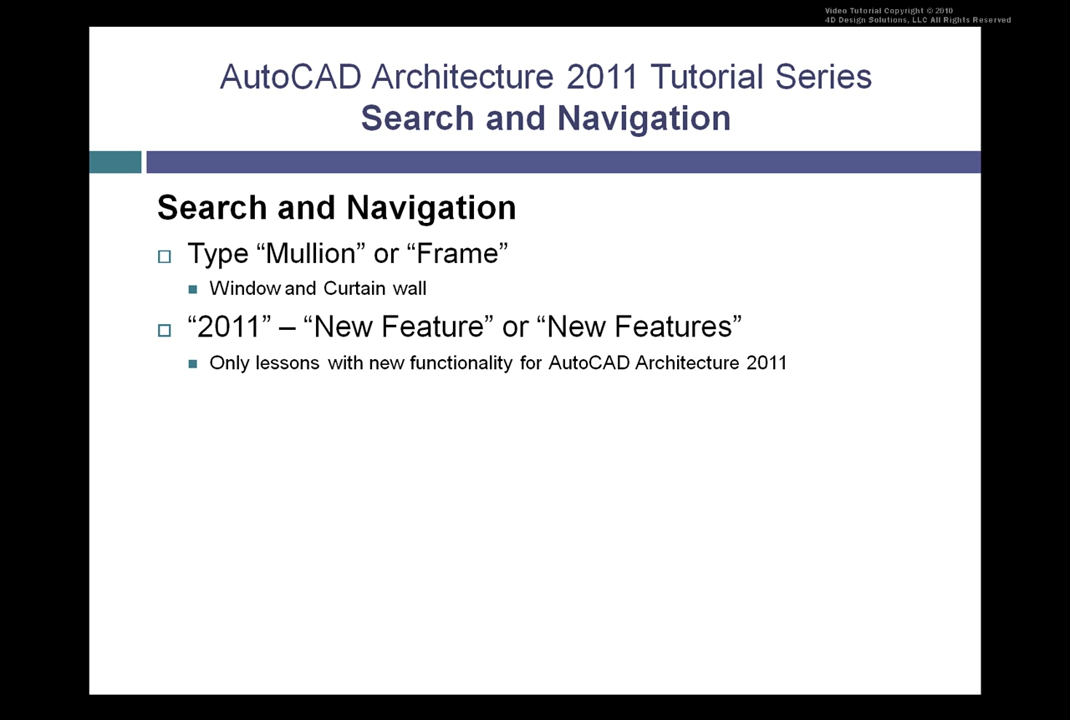 Video Tutorial Copyright © 2010
4D Design Solutions, LLC All Rights Reserved
AutoCAD Architecture 2011 Tutorial Series
Search and Navigation
Search and Navigation
Type “Mullion” or “Frame”
Window and Curtain wall
“2011” – “New Feature” or “New Features”
Only lessons with new functionality for AutoCAD Architecture 2011